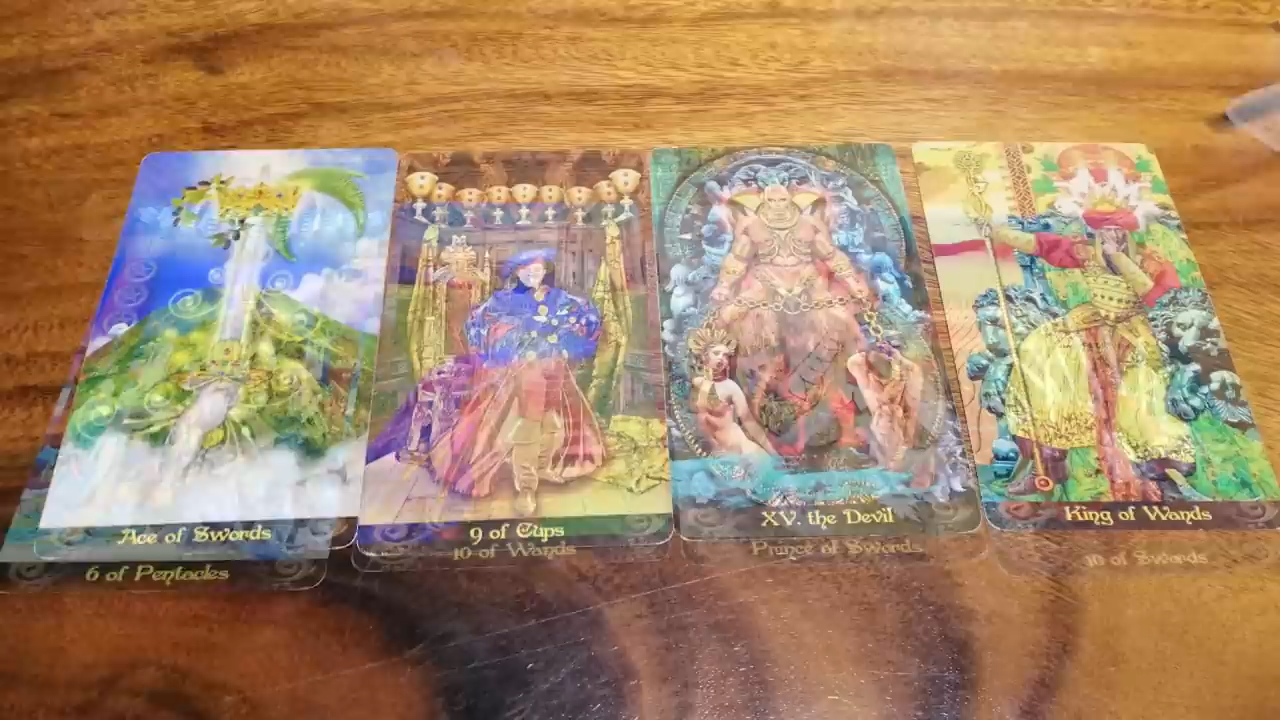 Ace of Swords
9 of Cups
XV. the Devil
King of Wands
6 of Pentacles
10 of Wands
Prince of Swords
10 of Swords